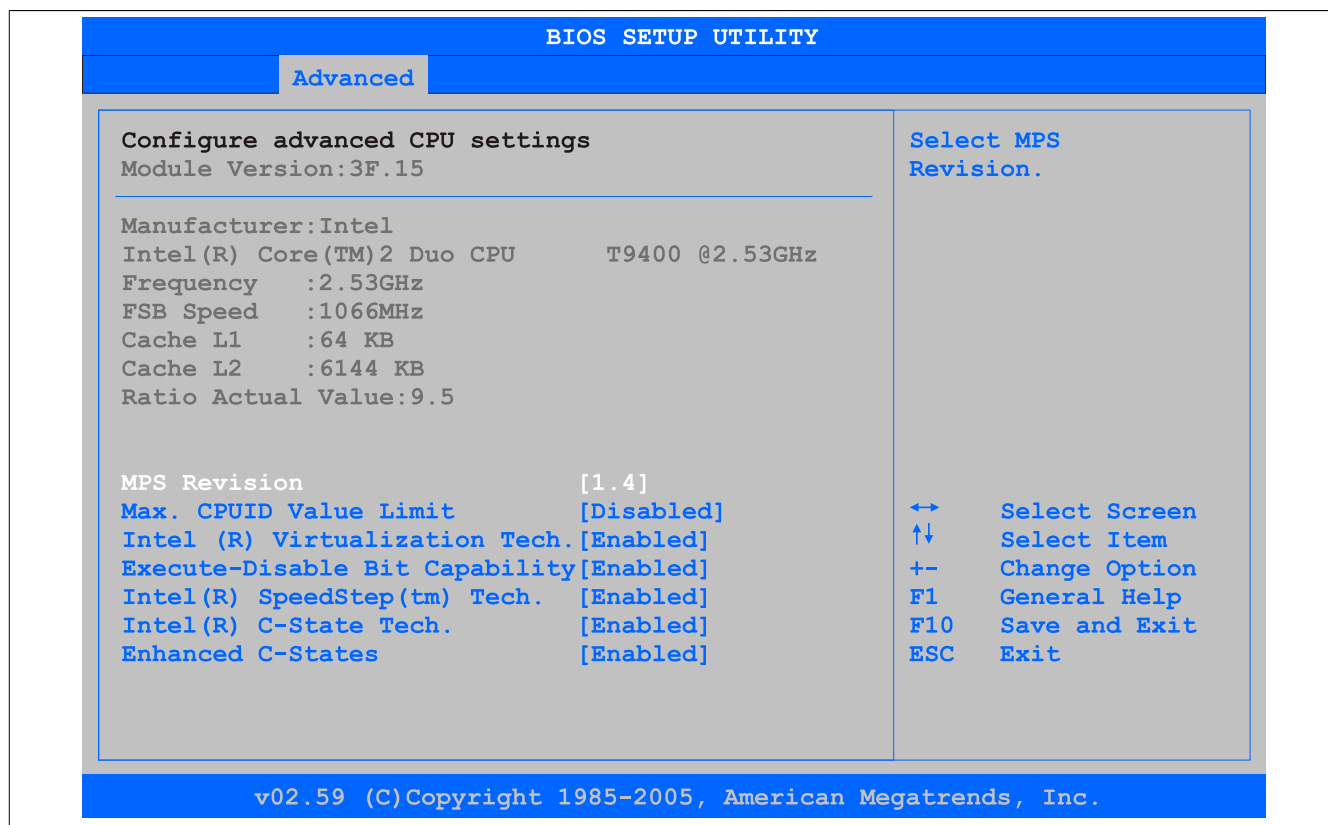 BIOS SETUP UTILITY
Advanced
Configure advanced CPU settings
Module Version:3F.15
Manufacturer:Intel
Intel(R) Core(TM)2 Duo CPU      T9400 @2.53GHz
Frequency   :2.53GHz
FSB Speed   :1066MHz
Cache L1    :64 KB
Cache L2    :6144 KB
Ratio Actual Value:9.5
MPS Revision                  [1.4]
Max. CPUID Value Limit        [Disabled]
Intel (R) Virtualization Tech.[Enabled]
Execute-Disable Bit Capability[Enabled]
Intel(R) SpeedStep(tm) Tech.  [Enabled]
Intel(R) C-State Tech.        [Enabled]
Enhanced C-States             [Enabled]
Select MPS
Revision.
↔     Select Screen
↑↓    Select Item
+-    Change Option
F1    General Help
F10   Save and Exit
ESC   Exit
v02.59 (C)Copyright 1985-2005, American Megatrends, Inc.